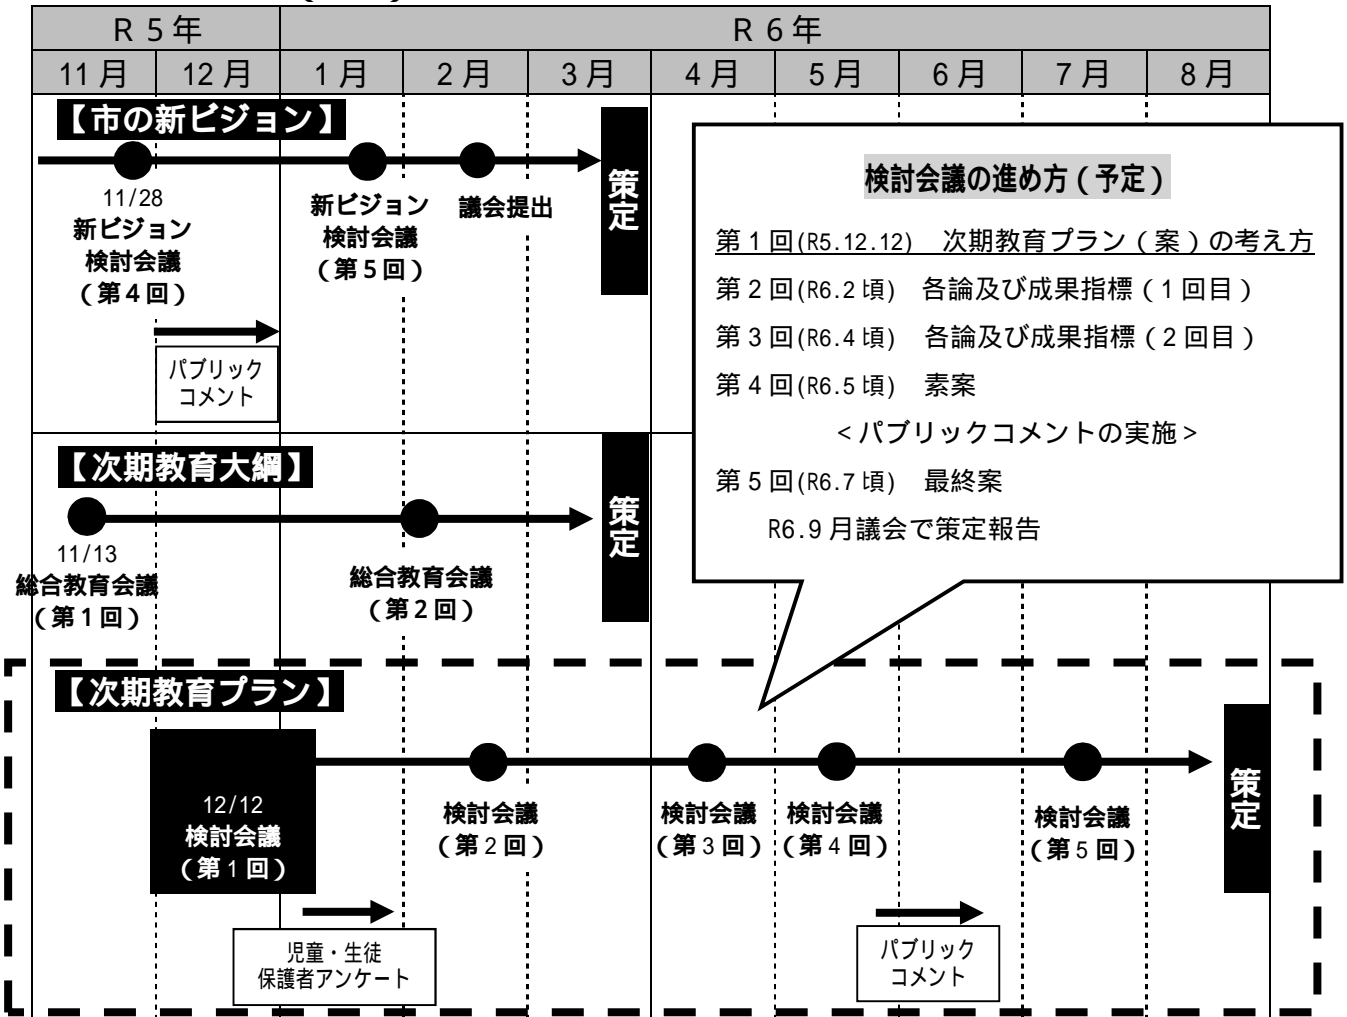 R5年
R6年
11月
12月
1月
2月
3月
4月
5月
6月
7月
8月
【市の新ビジョン】
11/28
新ビジョン
検討会議
(第4回)
新ビジョン
検討会議
(第5回)
議会提出
策定
パブリック
コメント
検討会議の進め方(予定)
第1回(R5.12.12) 次期教育プラン(案)の考え方
第2回(R6.2頃) 各論及び成果指標(1回目)
第3回(R6.4頃) 各論及び成果指標(2回目)
第4回(R6.5頃) 素案
<パブリックコメントの実施>
第5回(R6.7頃) 最終案
R6.9月議会で策定報告
【次期教育大綱】
11/13
総合教育会議
(第1回)
総合教育会議
(第2回)
策定
【次期教育プラン】
12/12
検討会議
(第1回)
検討会議
(第2回)
検討会議
(第3回)
検討会議
(第4回)
検討会議
(第5回)
策定
児童・生徒
保護者アンケート
パブリック
コメント